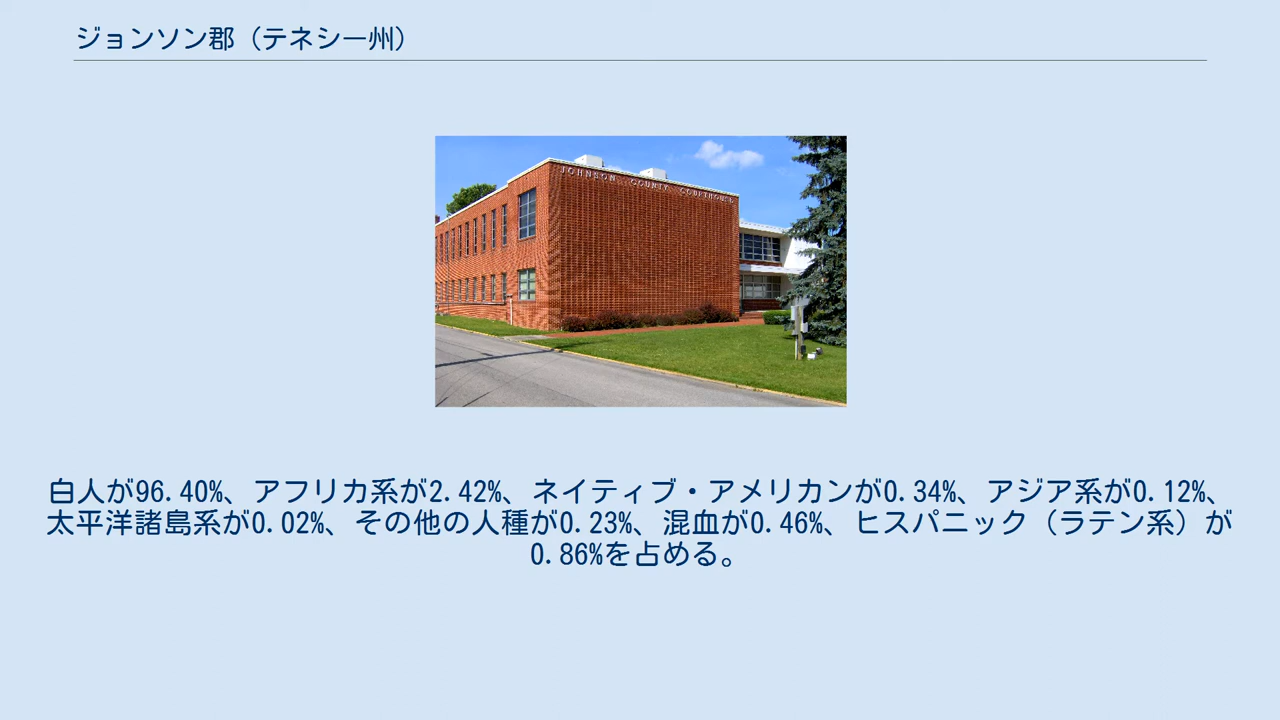 ジョンソン郡（テネシー州）
JOHNSON COUNTY COURTHOUSE
白人が96.40%、アフリカ系が2.42%、ネイティブ・アメリカンが0.34%、アジア系が0.12%、
太平洋諸島系が0.02%、その他の人種が0.23%、混血が0.46%、ヒスパニック（ラテン系）が
0.86%を占める。